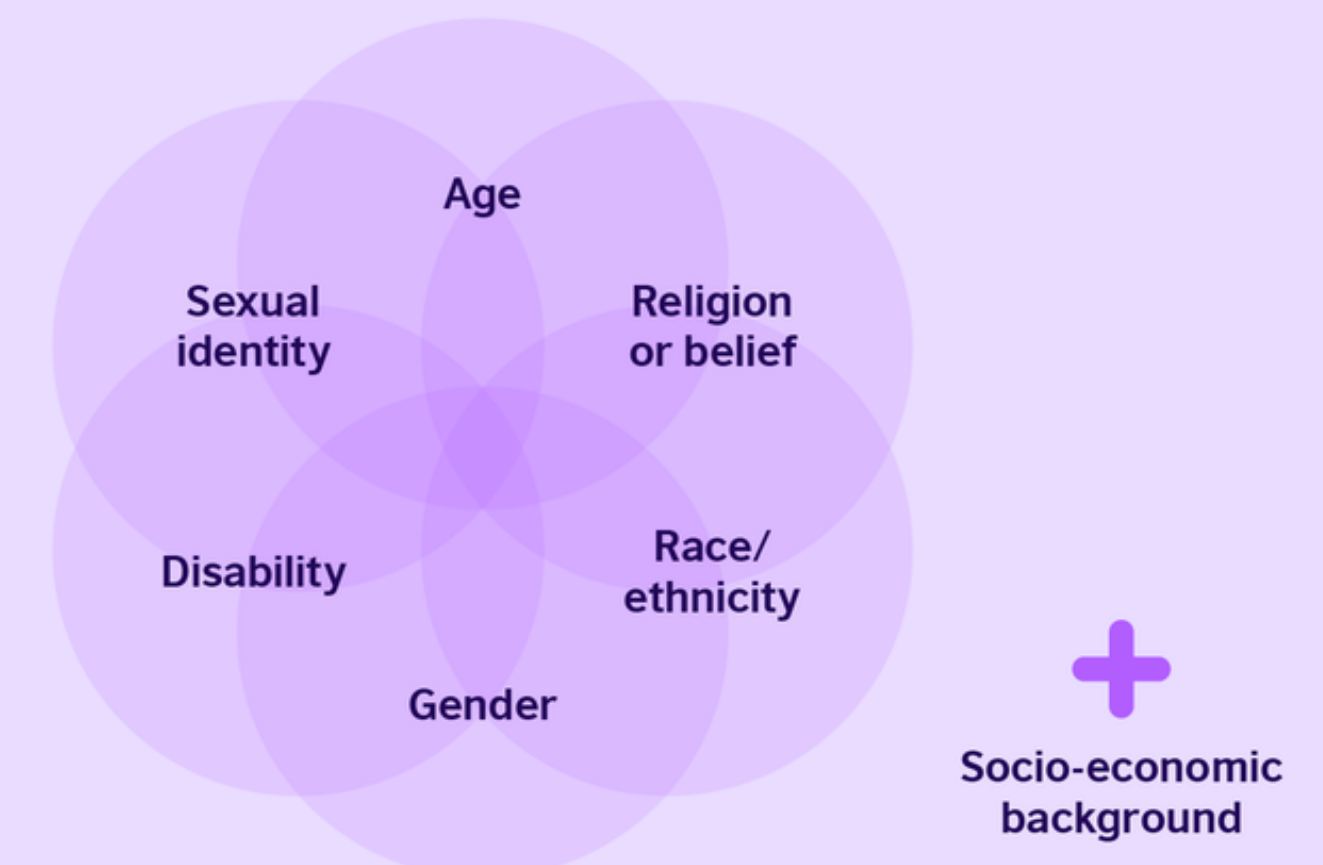 Age
Sexual
identity
Religion
or belief
Disability
Race/
ethnicity
Gender
Socio-economic
background